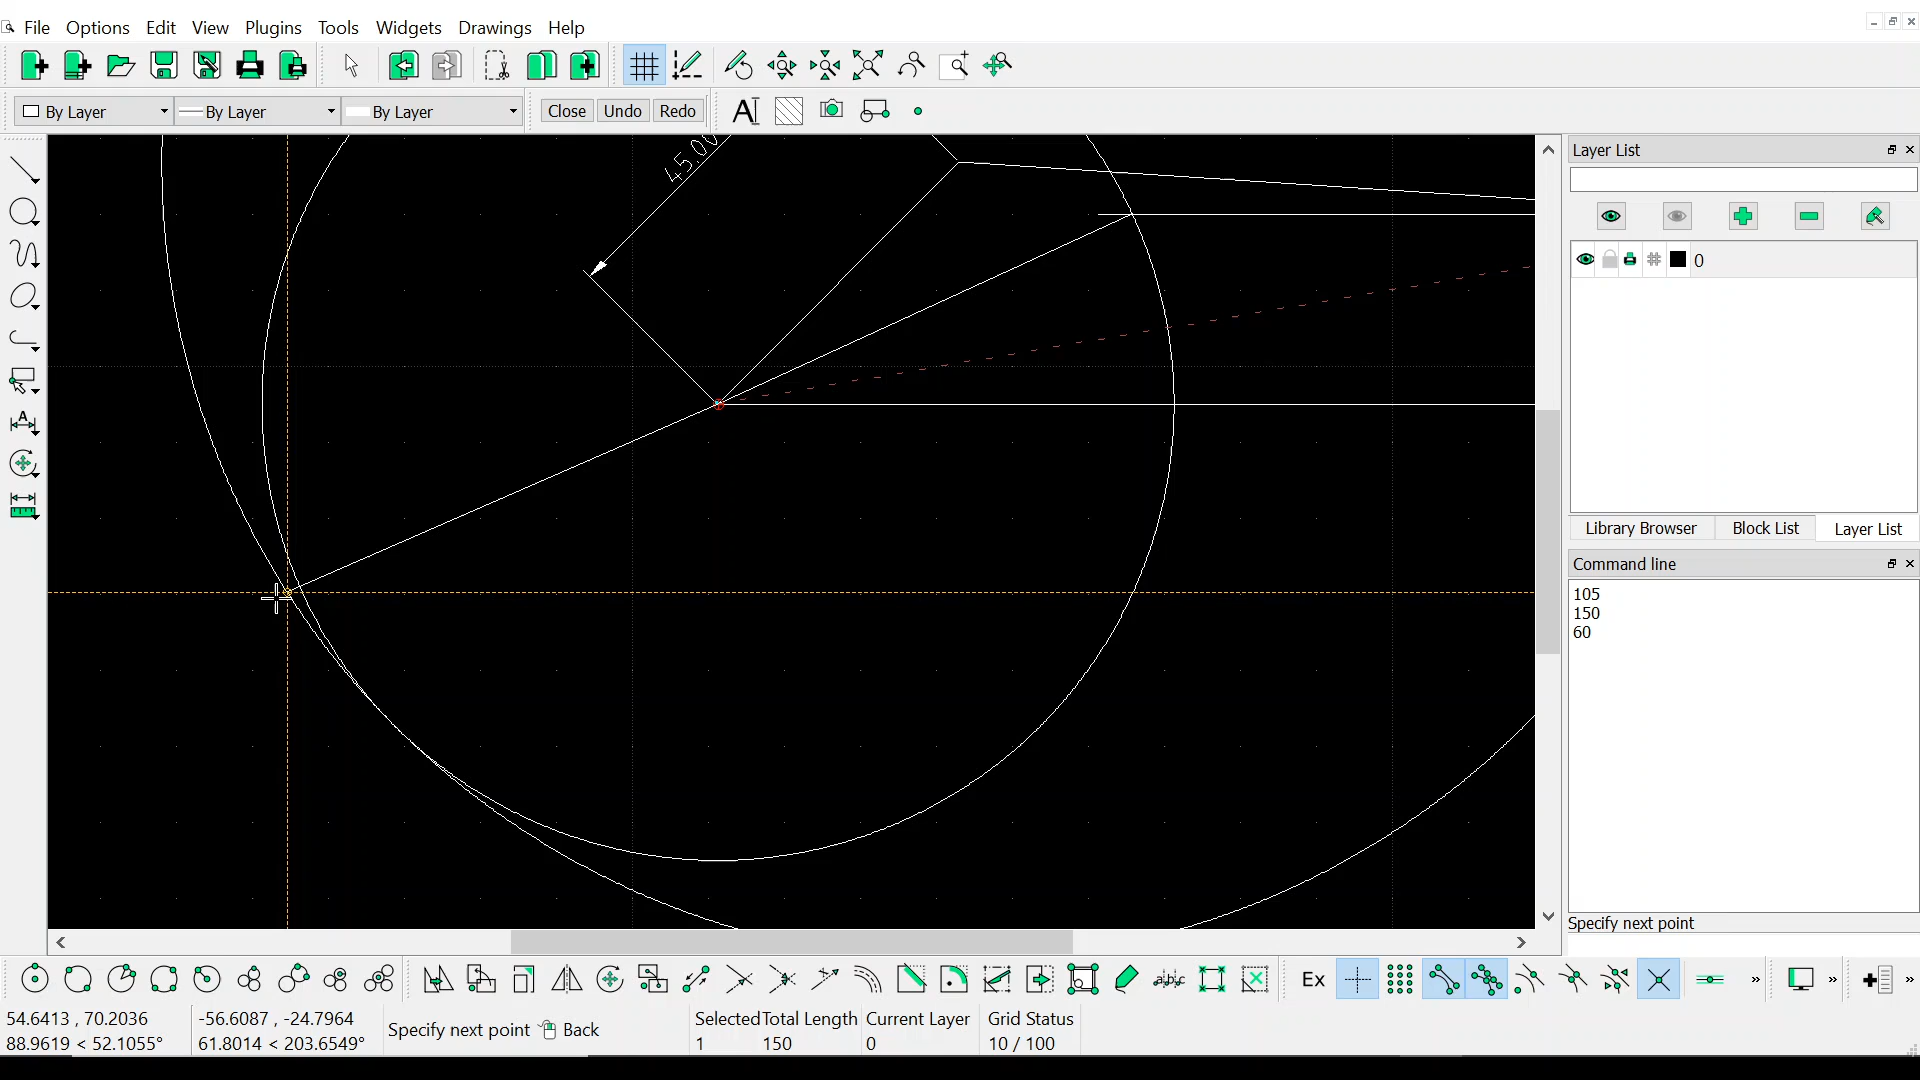 File Options Edit View Plugins Tools Widgets Drawings Help
By Layer By Layer By Layer Close Undo Redo A
45.00
Layer List
0
Library Browser Block List Layer List
Command line
105
150
60
Specify next point
A
Ex
abc
54.6413 , 70.2036 -56.6087 , -24.7964 Specify next point Back Selected Total Length Current Layer Grid Status
88.9619 < 52.1055° 61.8014 < 203.6549° 1 150 0 10 / 100